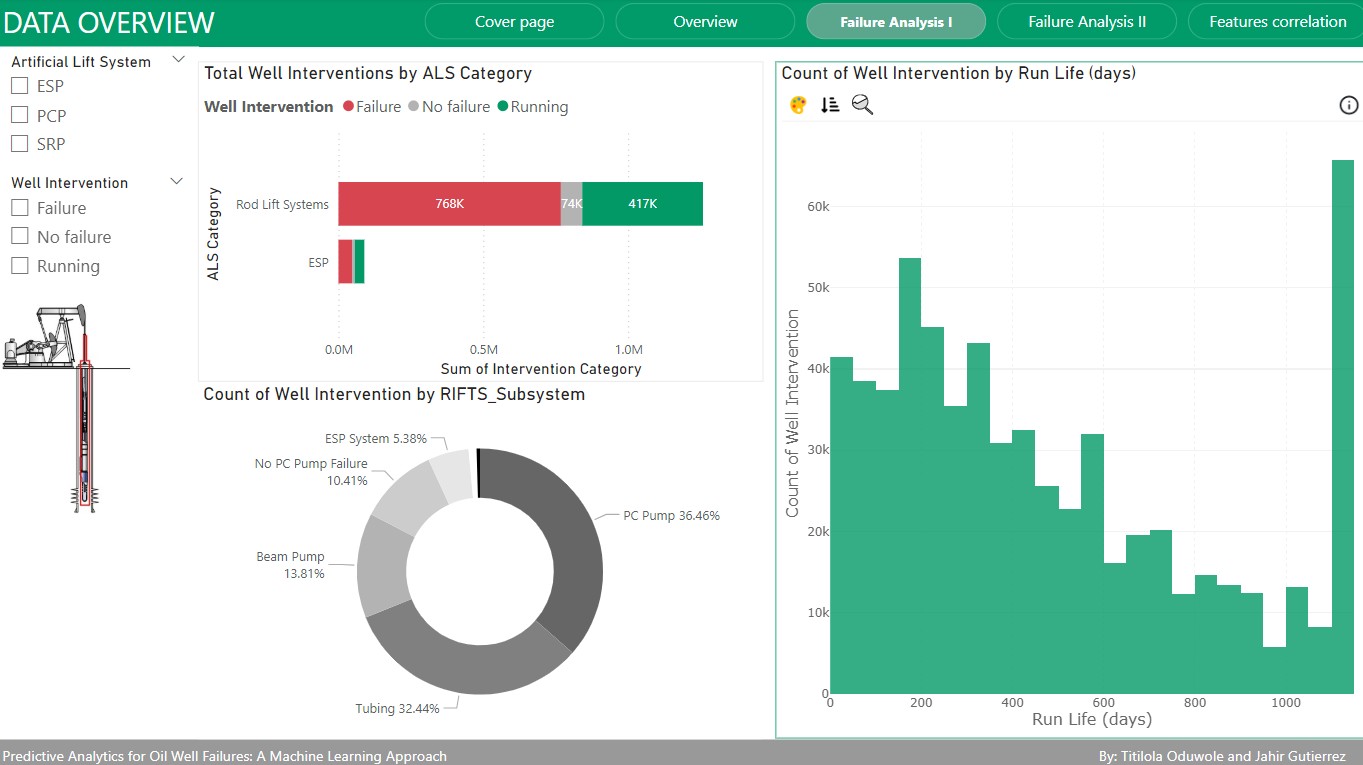 DATA OVERVIEW
Cover page
Overview
Failure Analysis I
Failure Analysis II
Features correlation
Artificial Lift System
ESP
PCP
SRP
Well Intervention
Failure
No failure
Running
Total Well Interventions by ALS Category
Well Intervention Failure No failure Running
ALS Category
Rod Lift Systems
768K
74K
417K
ESP
0.0M
0.5M
1.0M
Sum of Intervention Category
Count of Well Intervention by RIFTS_Subsystem
ESP System 5.38%
No PC Pump Failure
10.41%
PC Pump 36.46%
Beam Pump
13.81%
Tubing 32.44%
Count of Well Intervention by Run Life (days)
Count of Well Intervention
60k
50k
40k
30k
20k
10k
0
0
200
400
600
800
1000
Run Life (days)
Predictive Analytics for Oil Well Failures: A Machine Learning Approach
By: Titilola Oduwole and Jahir Gutierrez